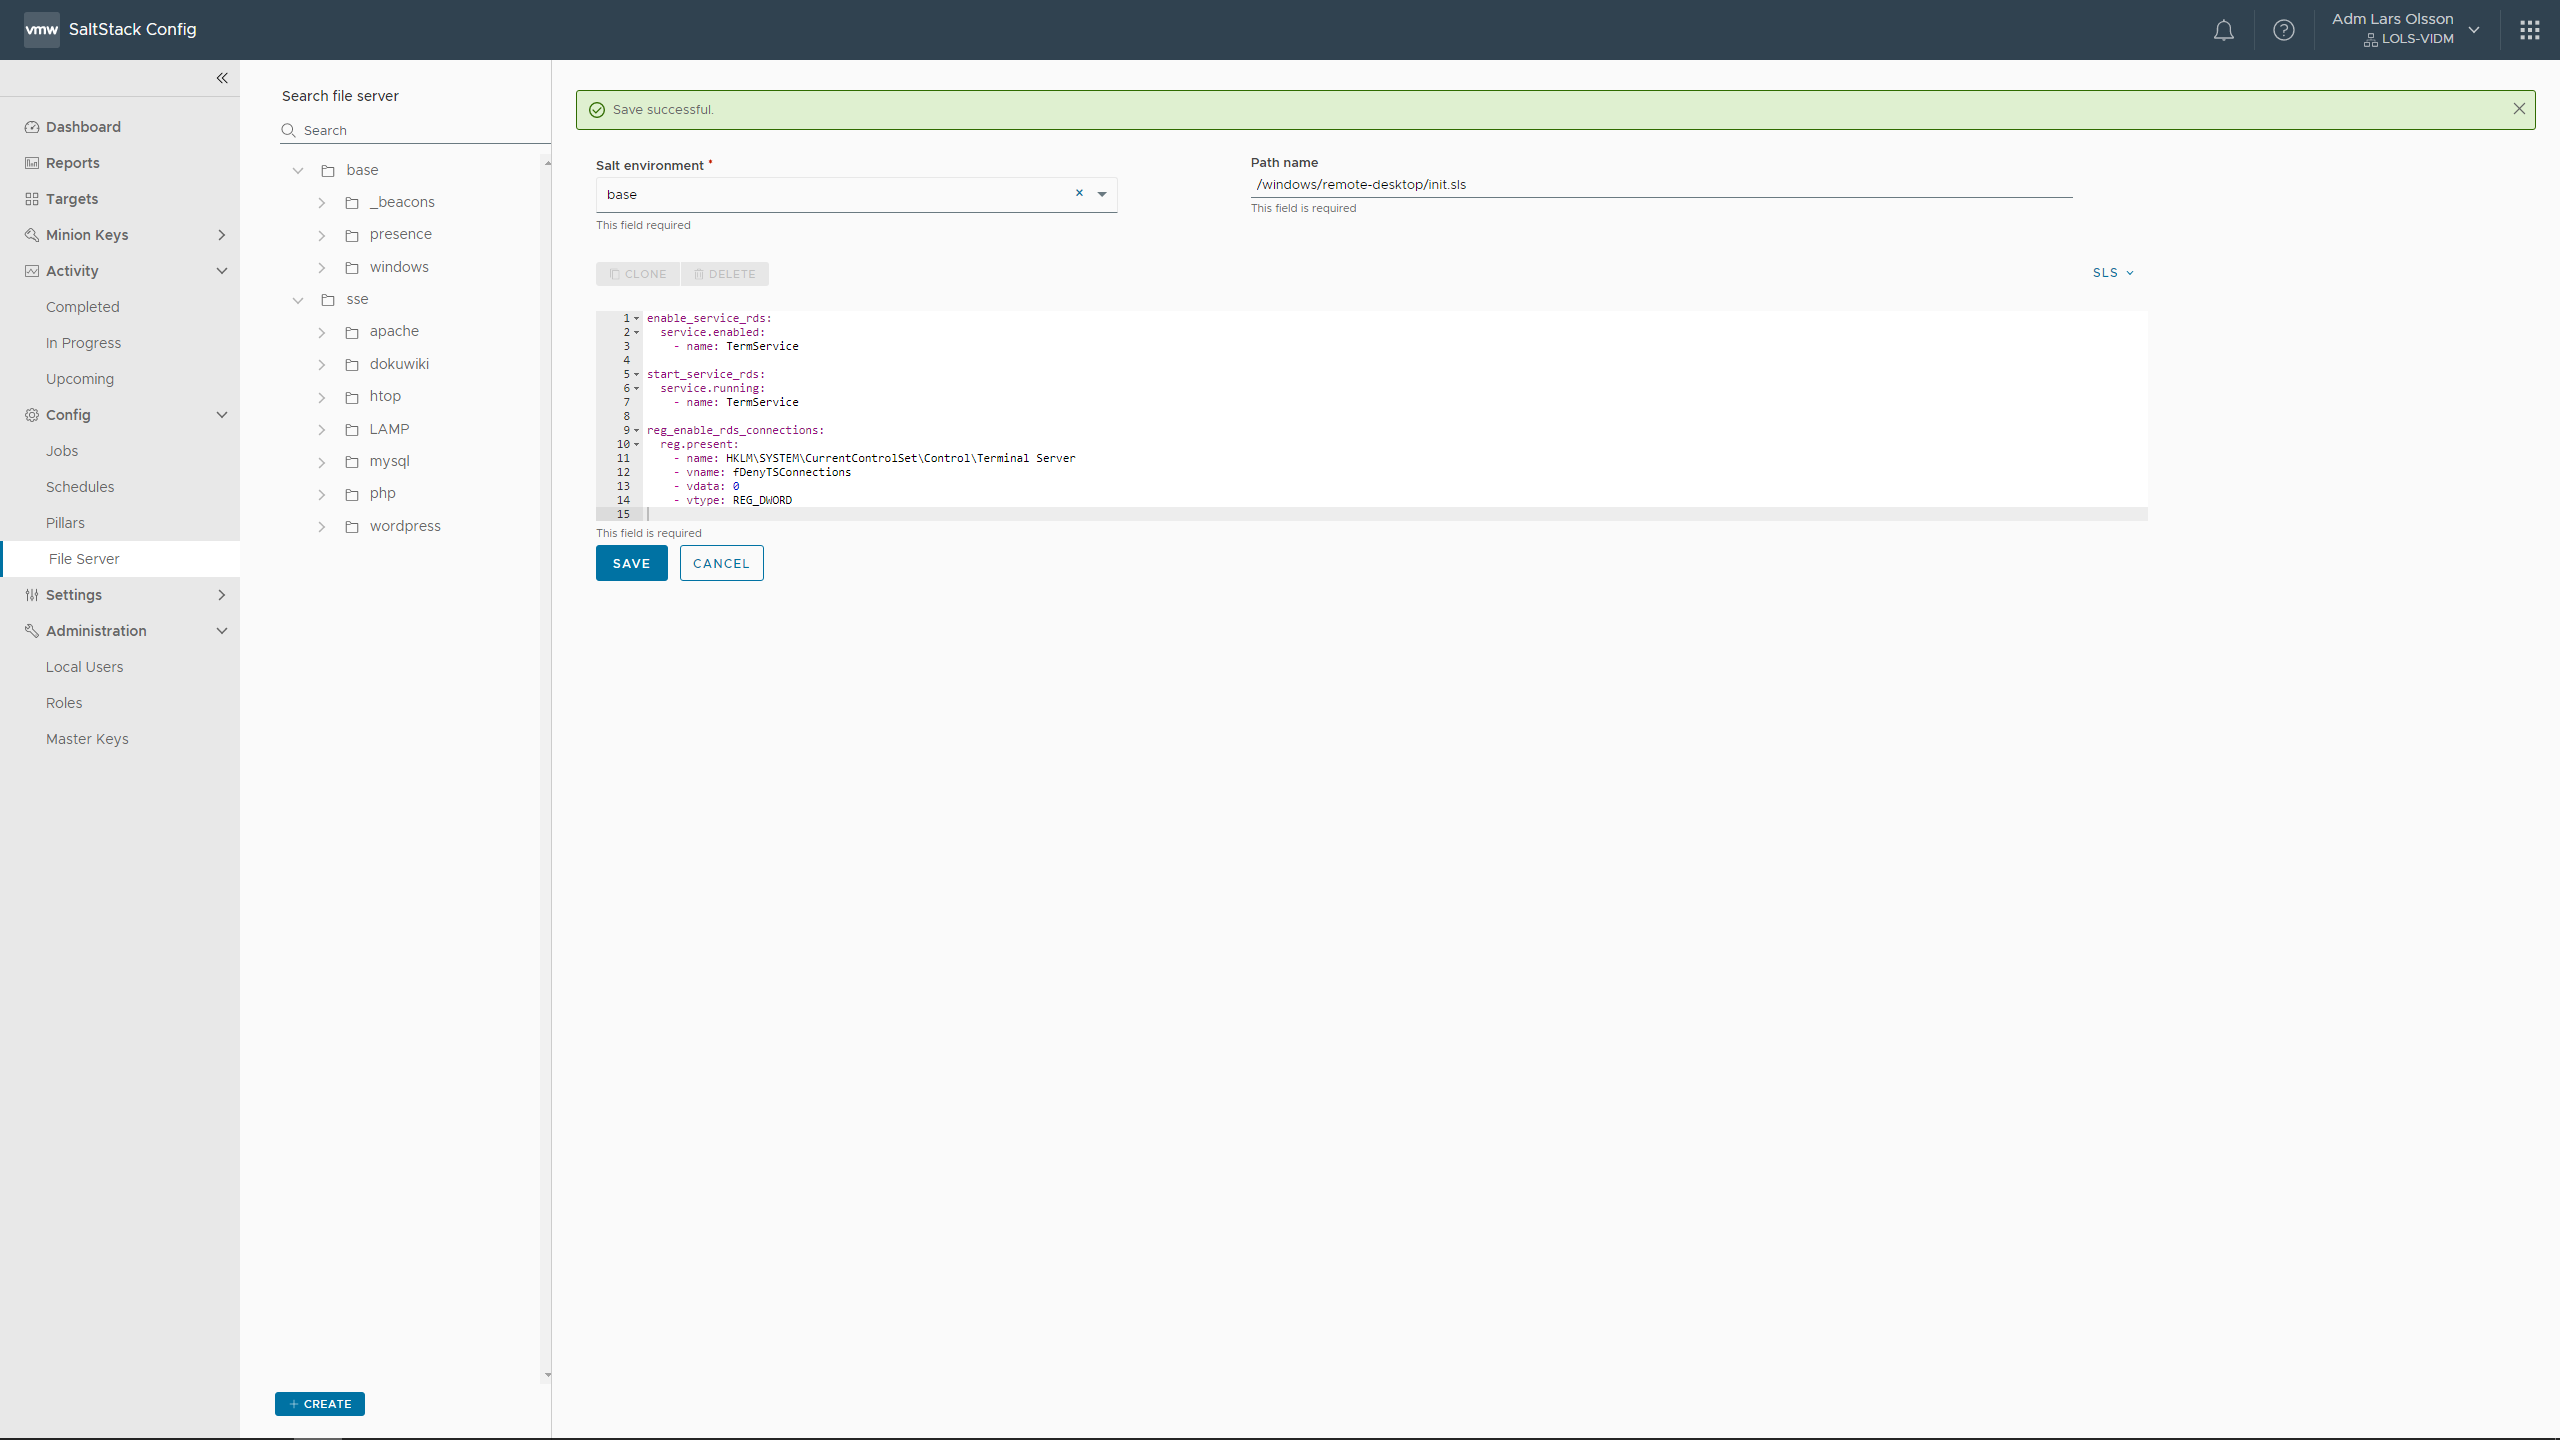 vmw SaltStack Config
Adm Lars Olsson
LOLS-VIDM
Dashboard
Reports
Targets
Minion Keys
Activity
Completed
In Progress
Upcoming
Config
Jobs
Schedules
Pillars
File Server
Settings
Administration
Local Users
Roles
Master Keys
Search file server
Search
base
_beacons
presence
windows
sse
apache
dokuwiki
htop
LAMP
mysql
php
wordpress
+ CREATE
Save successful.
Salt environment *
base
This field required
Path name
/windows/remote-desktop/init.sls
This field is required
CLONE DELETE
SLS
1 enable_service_rds:
2   service.enabled:
3     - name: TermService
4
5 start_service_rds:
6   service.running:
7     - name: TermService
8
9 reg_enable_rds_connections:
10   reg.present:
11     - name: HKLM\SYSTEM\CurrentControlSet\Control\Terminal Server
12     - vname: fDenyTSConnections
13     - vdata: 0
14     - vtype: REG_DWORD
15
This field is required
SAVE CANCEL